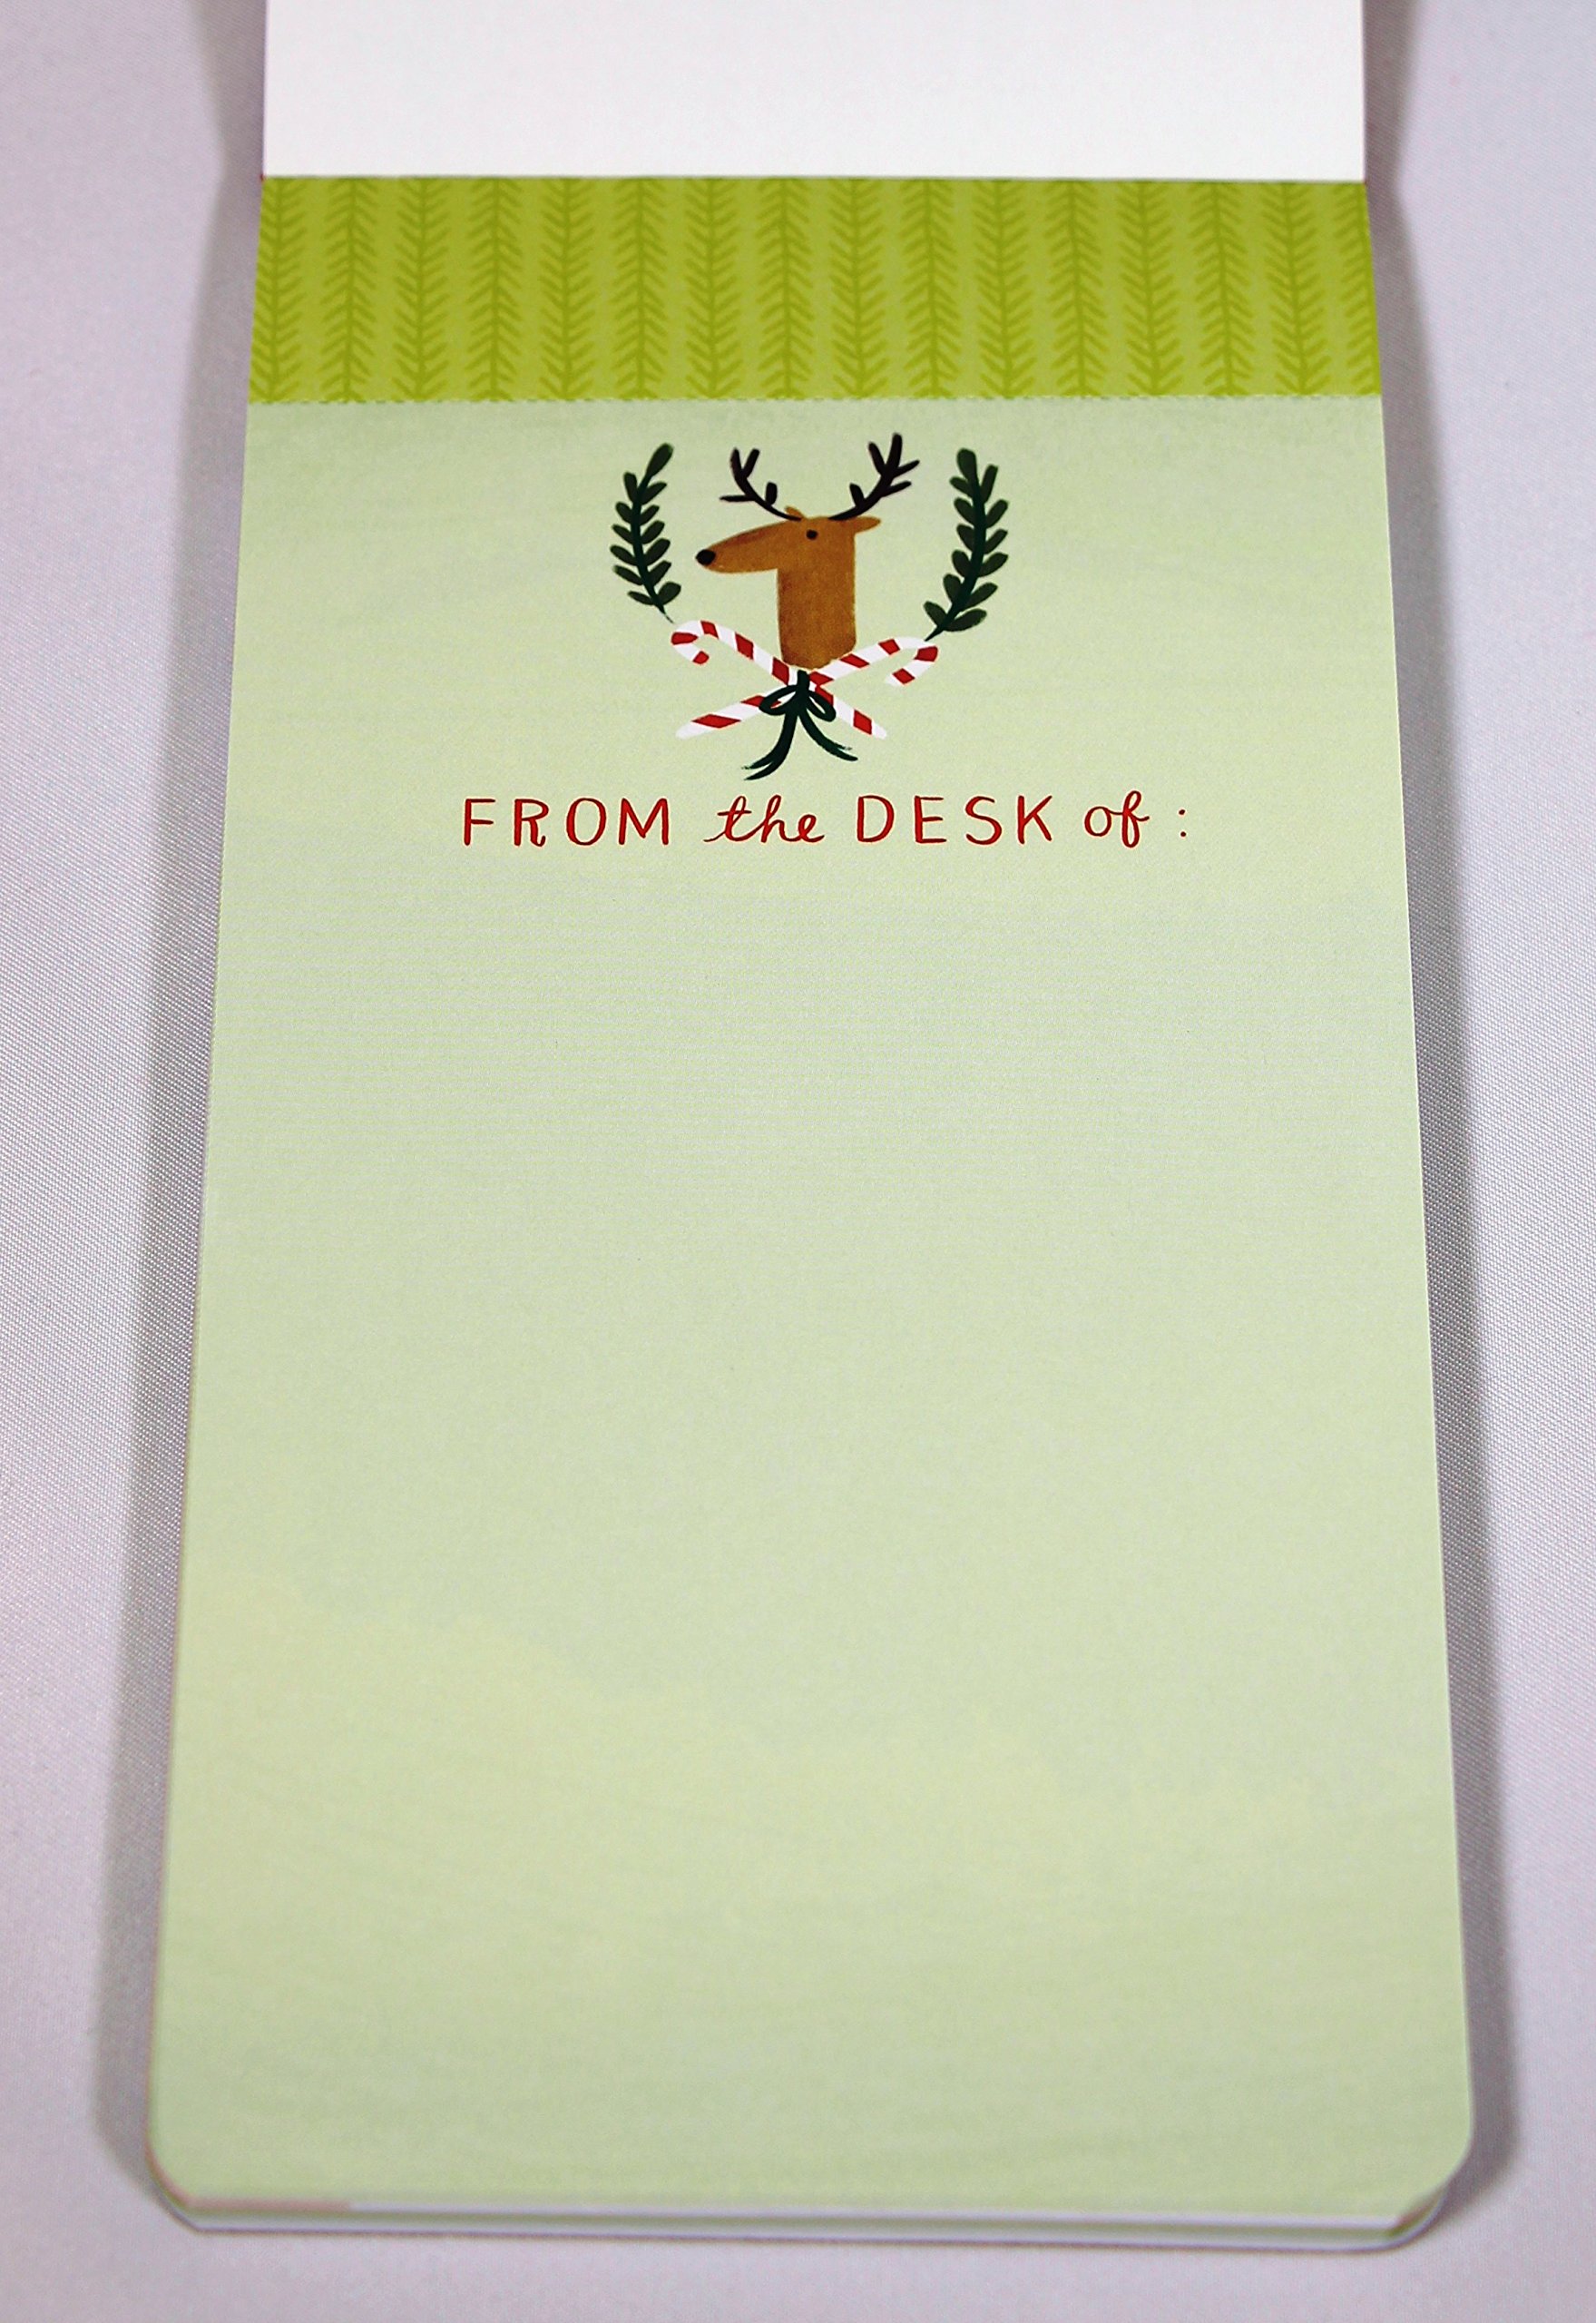 FROM the DESK of :